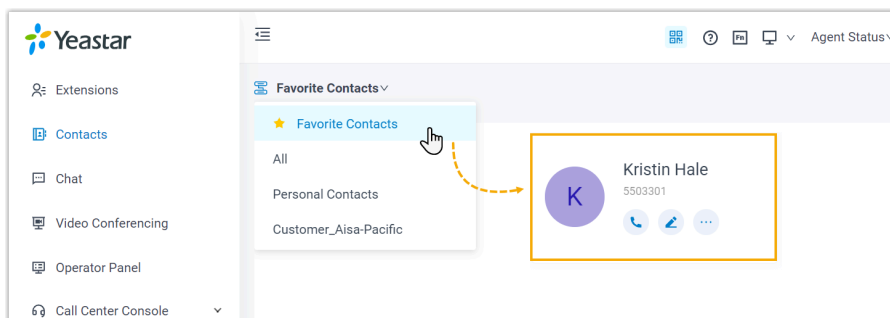 Yeastar
Agent Status
Extensions
Favorite Contacts
Favorite Contacts
Contacts
All
Kristin Hale
Chat
5503301
Personal Contacts
K
Video Conferencing
Customer_Aisa-Pacific
Operator Panel
Call Center Console
Fn